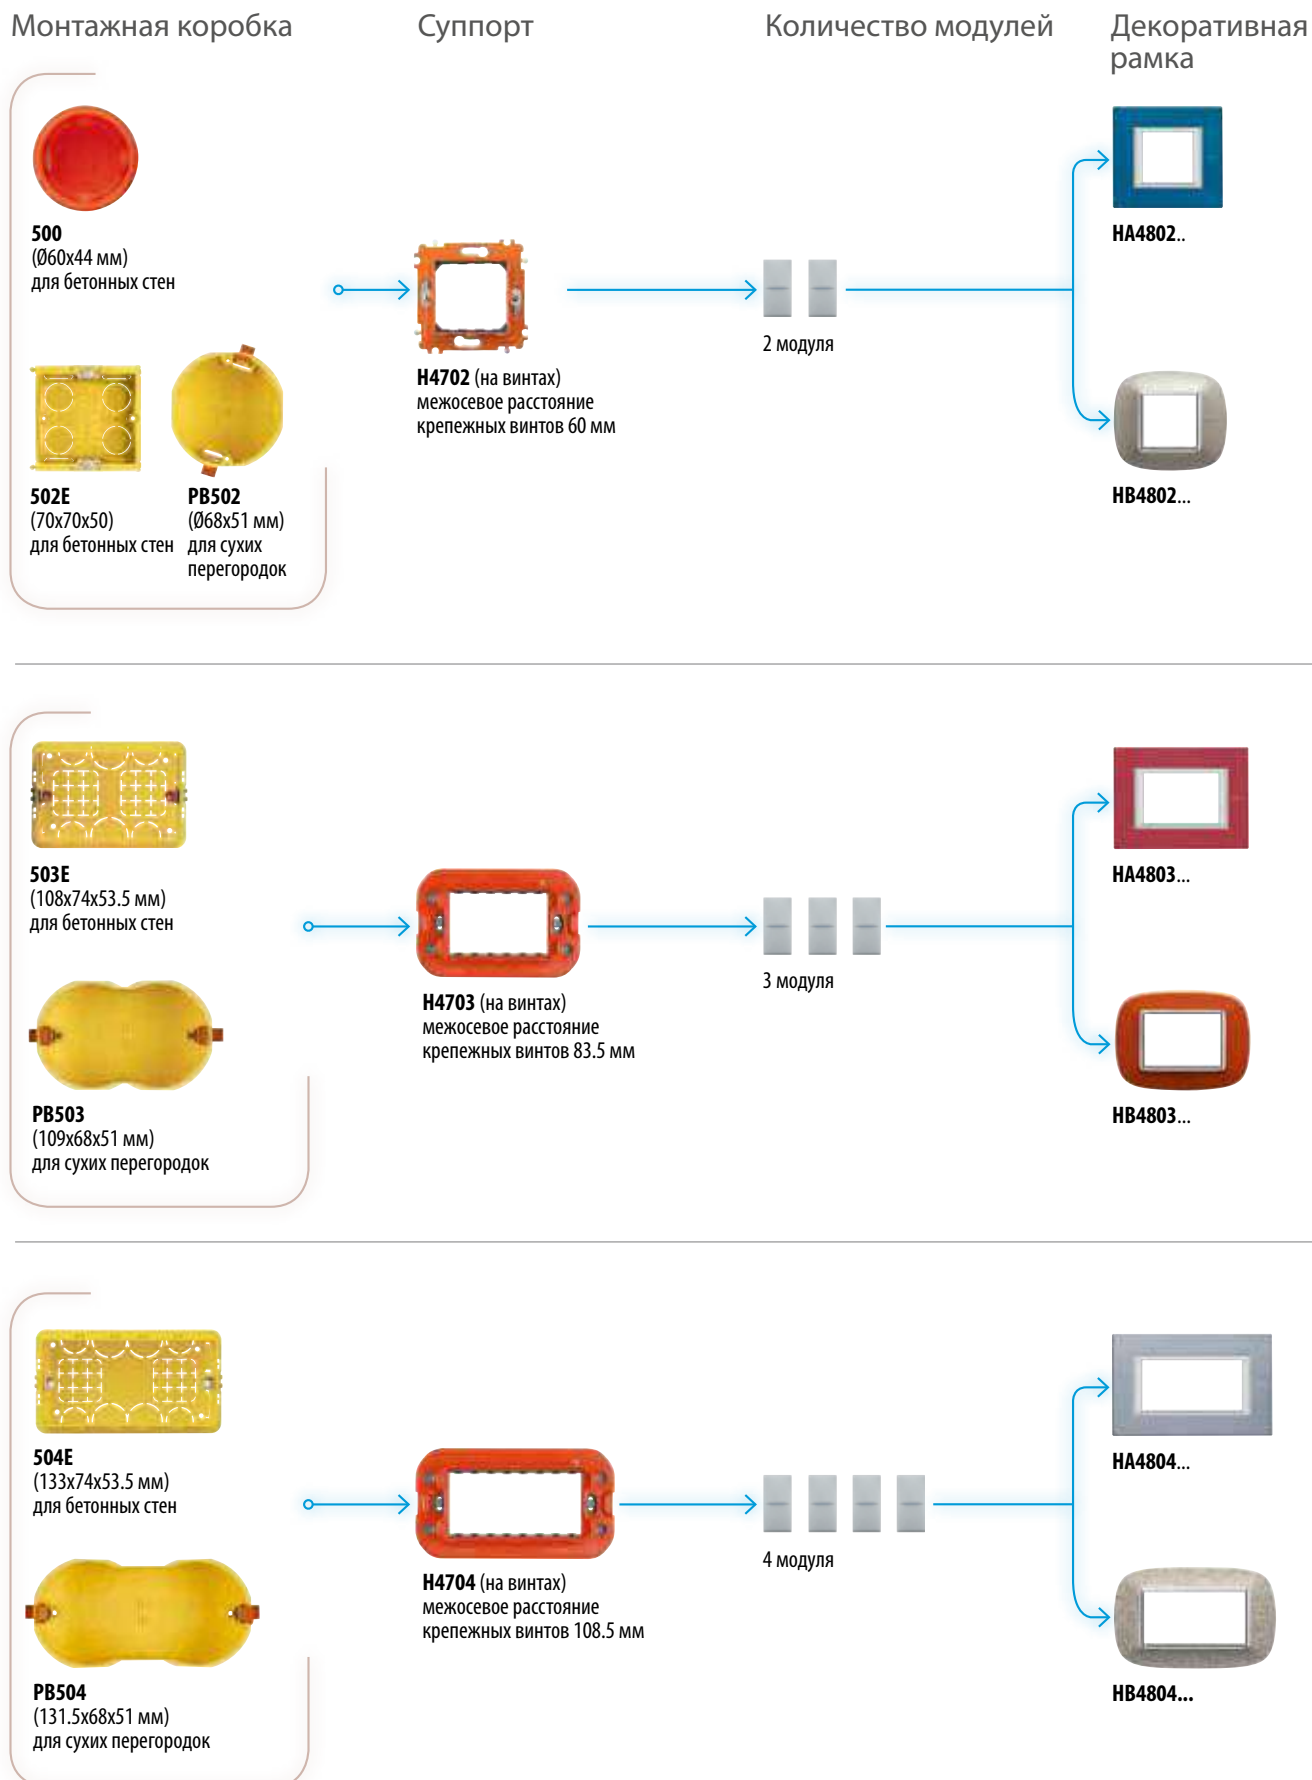 Монтажная коробка
Суппорт
Количество модулей
Декоративная
рамка
500
(Ø60x44 мм)
для бетонных стен
502E
(70x70x50)
для бетонных стен
PB502
(Ø68x51 мм)
для сухих
перегородок
H4702 (на винтах)
межосевое расстояние
крепежных винтов 60 мм
2 модуля
HA4802..
HB4802...
503E
(108x74x53.5 мм)
для бетонных стен
PB503
(109x68x51 мм)
для сухих перегородок
H4703 (на винтах)
межосевое расстояние
крепежных винтов 83.5 мм
3 модуля
HA4803...
HB4803...
504E
(133x74x53.5 мм)
для бетонных стен
PB504
(131.5x68x51 мм)
для сухих перегородок
H4704 (на винтах)
межосевое расстояние
крепежных винтов 108.5 мм
4 модуля
HA4804...
HB4804...